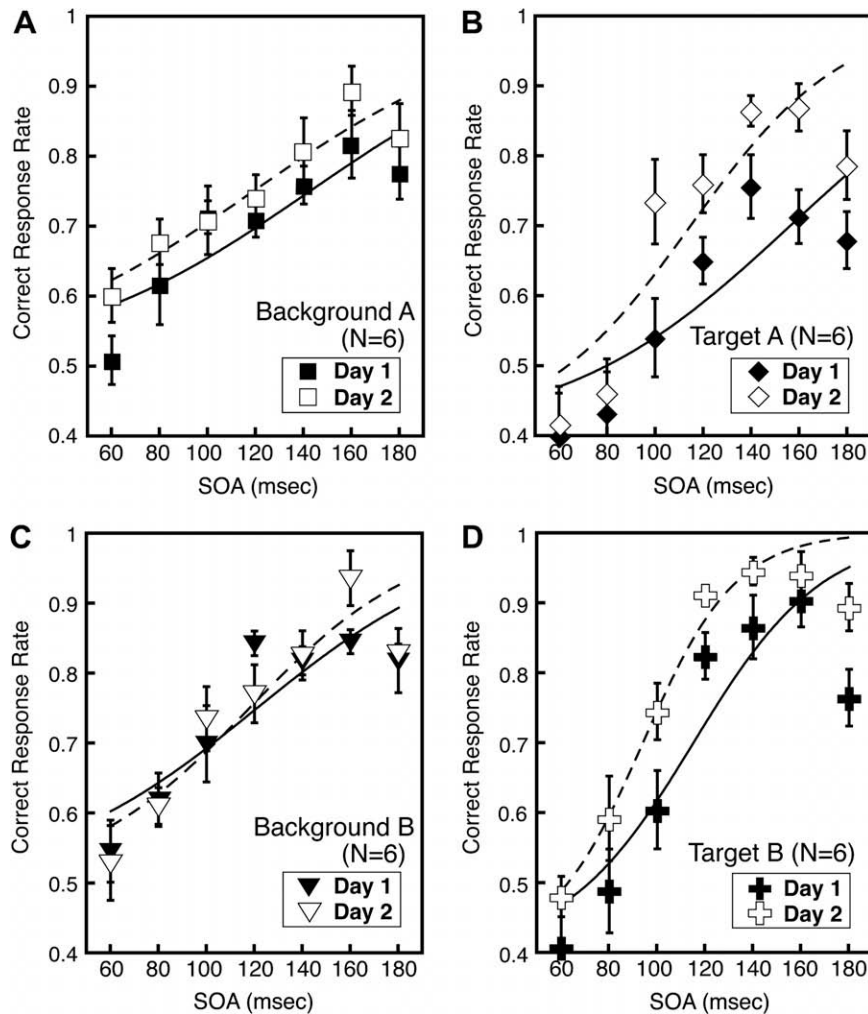 A
1
0.9
0.8
0.7
0.6
0.5
0.4
Correct Response Rate
60 80 100 120 140 160 180
SOA (msec)
Background A
(N=6)
Day 1
Day 2
B
1
0.9
0.8
0.7
0.6
0.5
0.4
Correct Response Rate
60 80 100 120 140 160 180
SOA (msec)
Target A (N=6)
Day 1
Day 2
C
1
0.9
0.8
0.7
0.6
0.5
0.4
Correct Response Rate
60 80 100 120 140 160 180
SOA (msec)
Background B
(N=6)
Day 1
Day 2
D
1
0.9
0.8
0.7
0.6
0.5
0.4
Correct Response Rate
60 80 100 120 140 160 180
SOA (msec)
Target B (N=6)
Day 1
Day 2